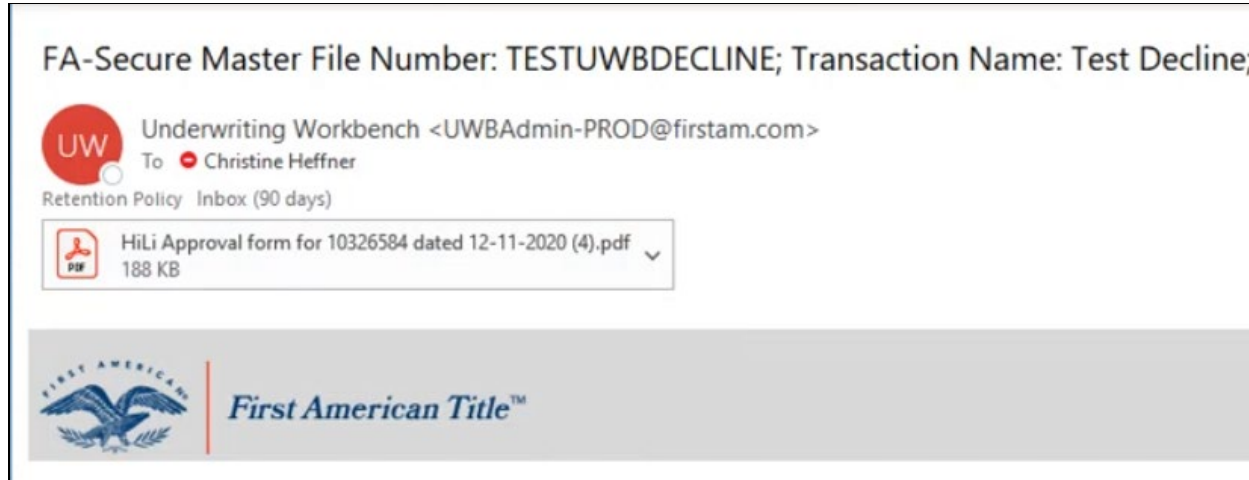 FA-Secure Master File Number: TESTUWBDECLINE; Transaction Name: Test Decline;
UW
Underwriting Workbench <UWBAdmin-PROD@firstam.com>
To Christine Heffner
Retention Policy Inbox (90 days)
PDF
HiLi Approval form for 10326584 dated 12-11-2020 (4).pdf
188 KB
FIRST AMERICAN
First American Title™